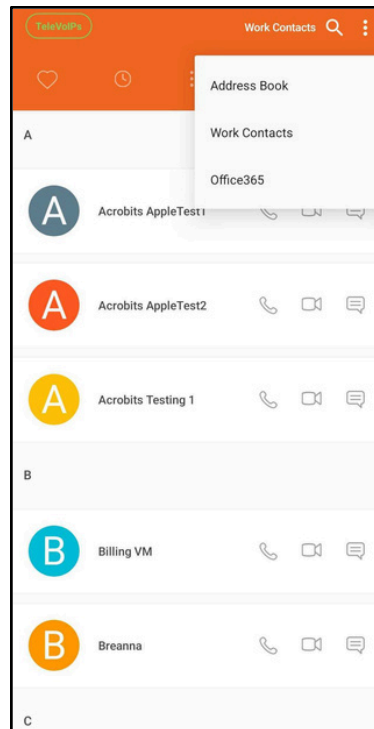 TeleVoIPs
Work Contacts
Address Book
Work Contacts
Office365
A
A
Acrobits AppleTest1
A
Acrobits AppleTest2
A
Acrobits Testing 1
B
B
Billing VM
B
Breanna
C